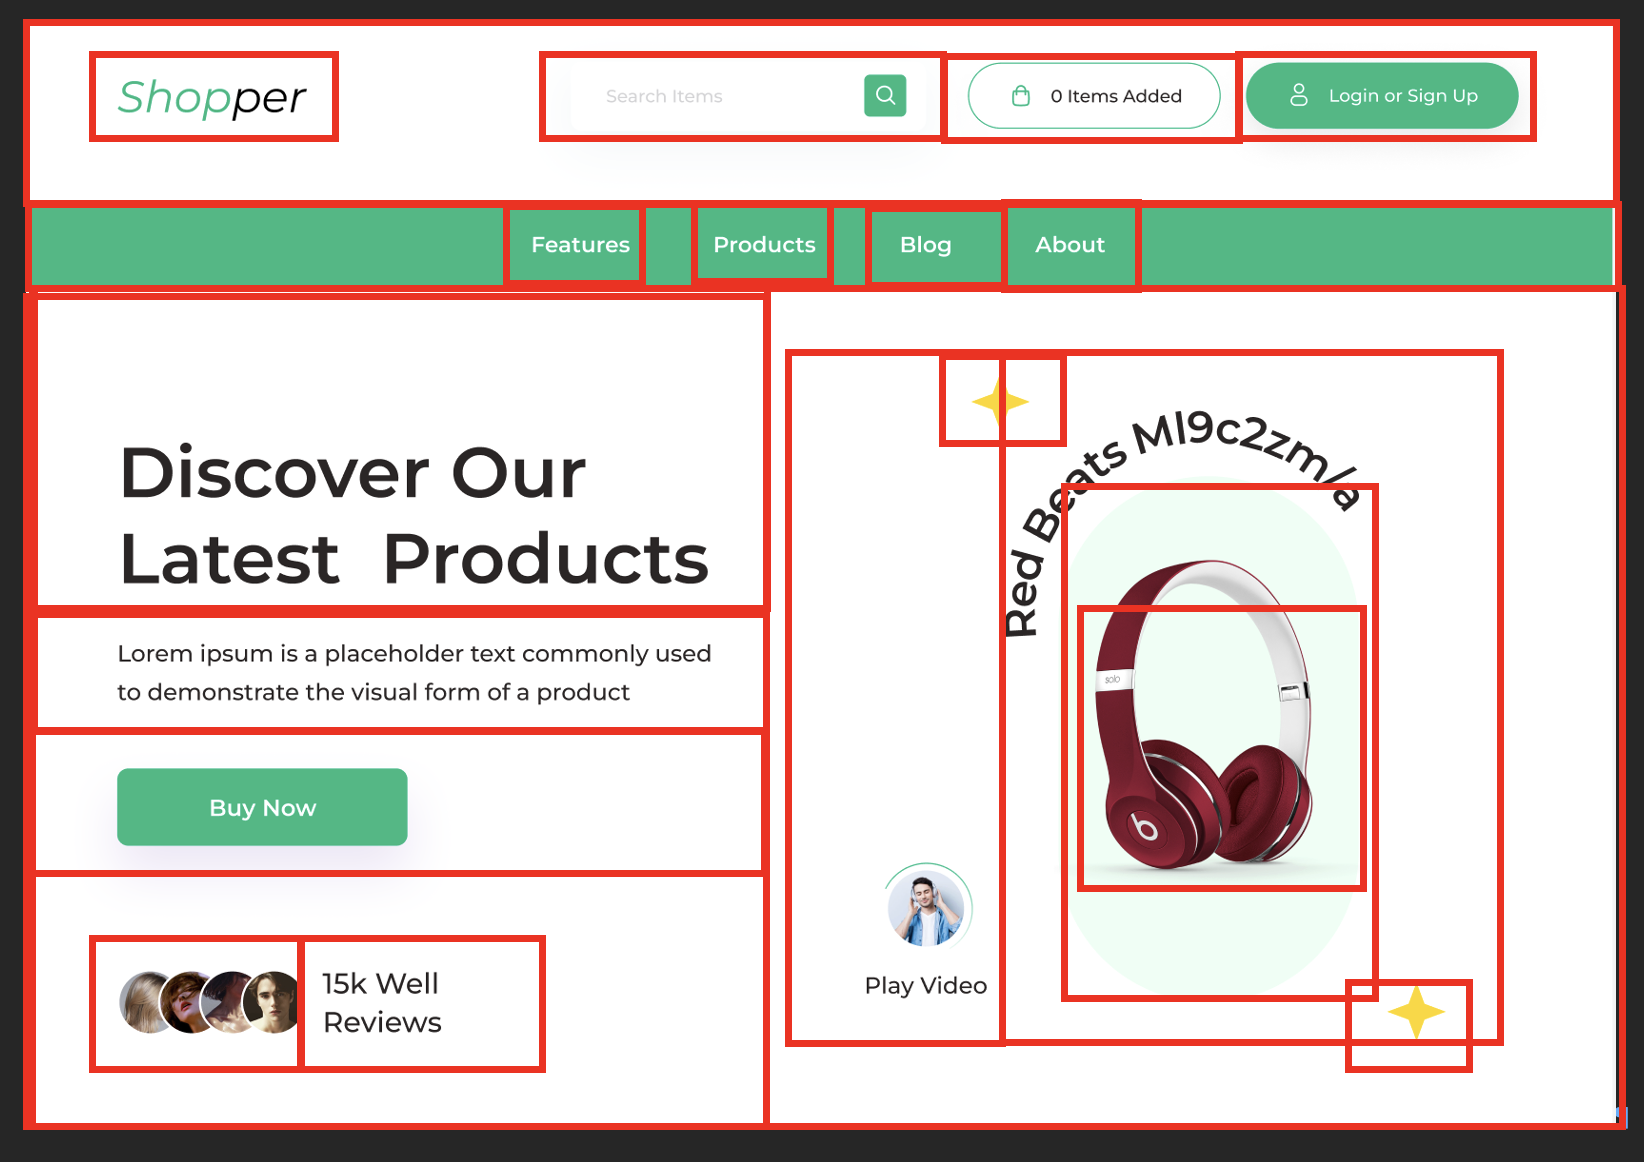 Shopper
Search Items
0 Items Added
Login or Sign Up
Features
Products
Blog
About
Discover Our
Latest Products
Lorem ipsum is a placeholder text commonly used
to demonstrate the visual form of a product
Buy Now
15k Well
Reviews
Red Beats Ml9c2zm/a
solo
b
Play Video